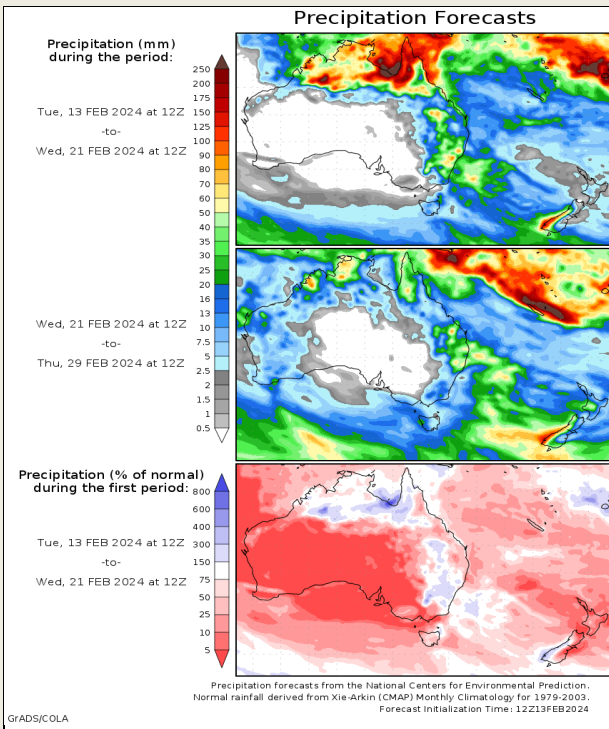 Precipitation Forecasts
Precipitation (mm)
during the period:
Tue, 13 FEB 2024 at 12Z
-to-
Wed, 21 FEB 2024 at 12Z
250
200
175
150
125
100
90
80
70
60
50
40
35
30
25
20
16
13
10
7.5
5
2.5
2
1.5
1
0.5
Wed, 21 FEB 2024 at 12Z
-to-
Thu, 29 FEB 2024 at 12Z
Precipitation (% of normal)
during the first period:
Tue, 13 FEB 2024 at 12Z
-to-
Wed, 21 FEB 2024 at 12Z
800
600
400
300
150
75
50
25
10
5
Precipitation forecasts from the National Centers for Environmental Prediction.
Normal rainfall derived from Xie-Arkin (CMAP) Monthly Climatology for 1979-2003.
Forecast Initialization Time: 12Z13FEB2024
GrADS/COLA